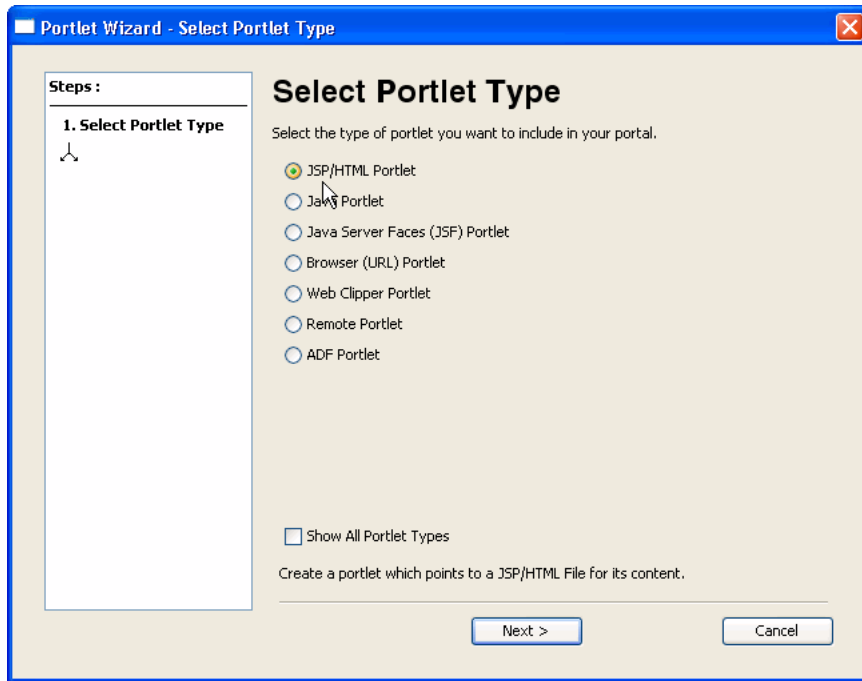 Portlet Wizard - Select Portlet Type
Steps :
1. Select Portlet Type
Select Portlet Type
Select the type of portlet you want to include in your portal.
JSP/HTML Portlet
Java Portlet
Java Server Faces (JSF) Portlet
Browser (URL) Portlet
Web Clipper Portlet
Remote Portlet
ADF Portlet
Show All Portlet Types
Create a portlet which points to a JSP/HTML File for its content.
Next >
Cancel